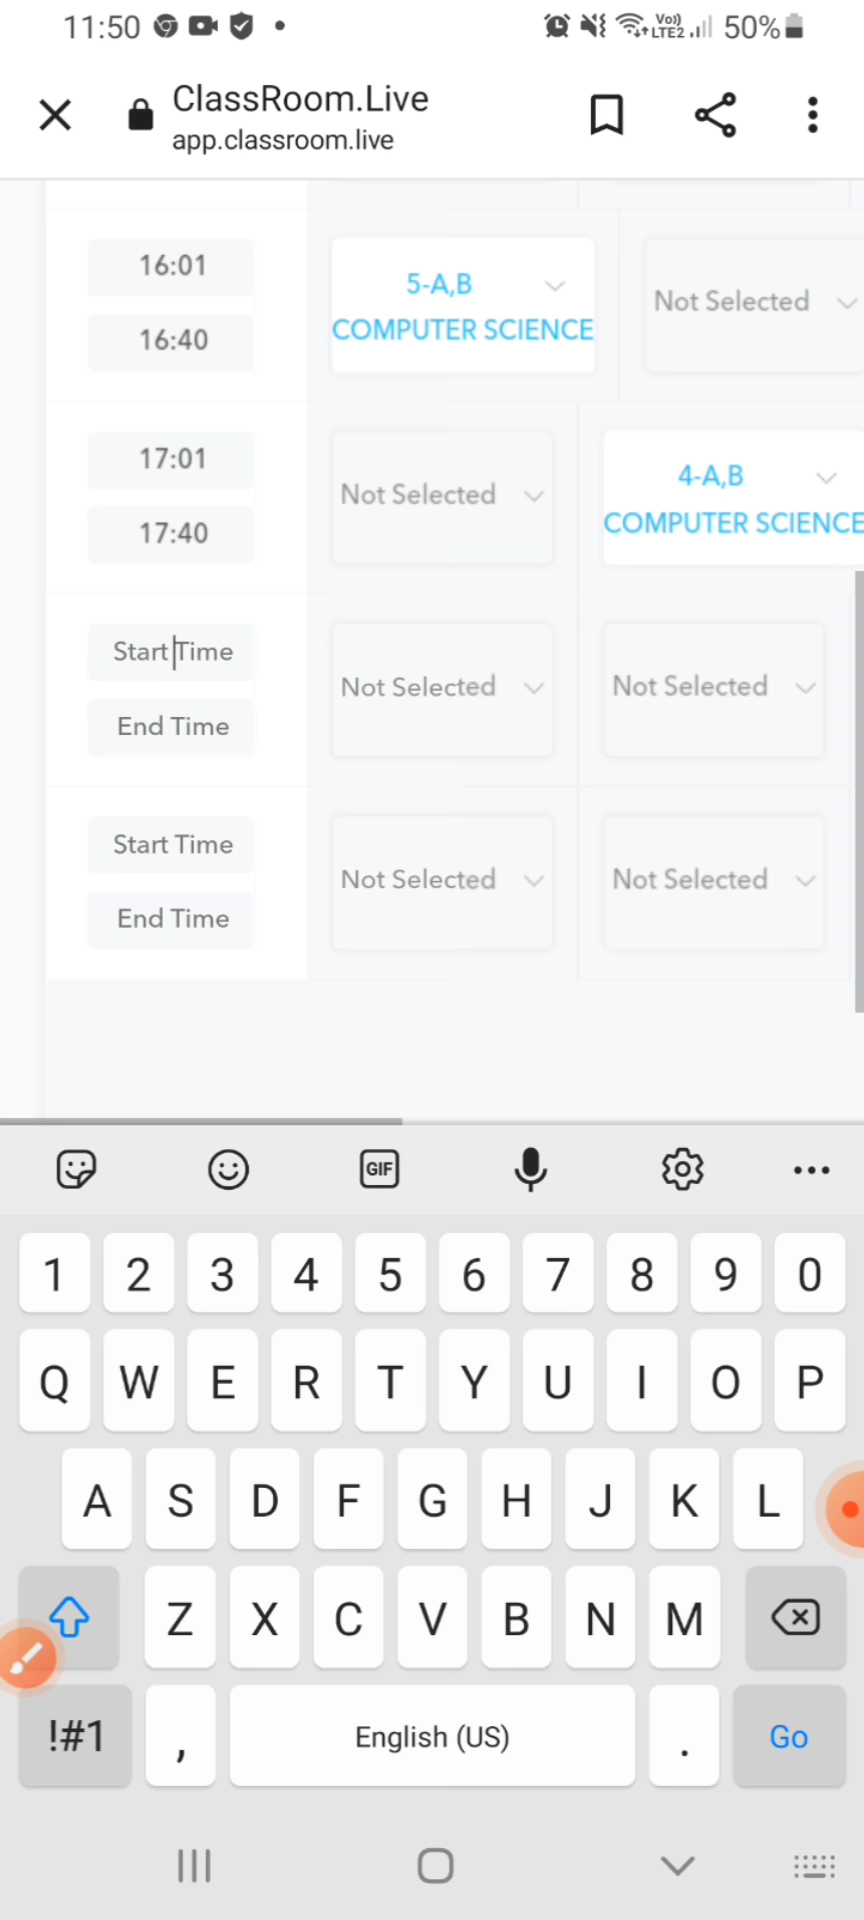 11:50 Vo)) LTE2 50%
ClassRoom.Live
app.classroom.live
16:01
16:40
5-A,B
COMPUTER SCIENCE
Not Selected
17:01
17:40
Not Selected
4-A,B
COMPUTER SCIENCE
Start Time
End Time
Not Selected
Not Selected
Start Time
End Time
Not Selected
Not Selected
GIF
1 2 3 4 5 6 7 8 9 0
Q W E R T Y U I O P
A S D F G H J K L
Z X C V B N M
!#1 , English (US) . Go